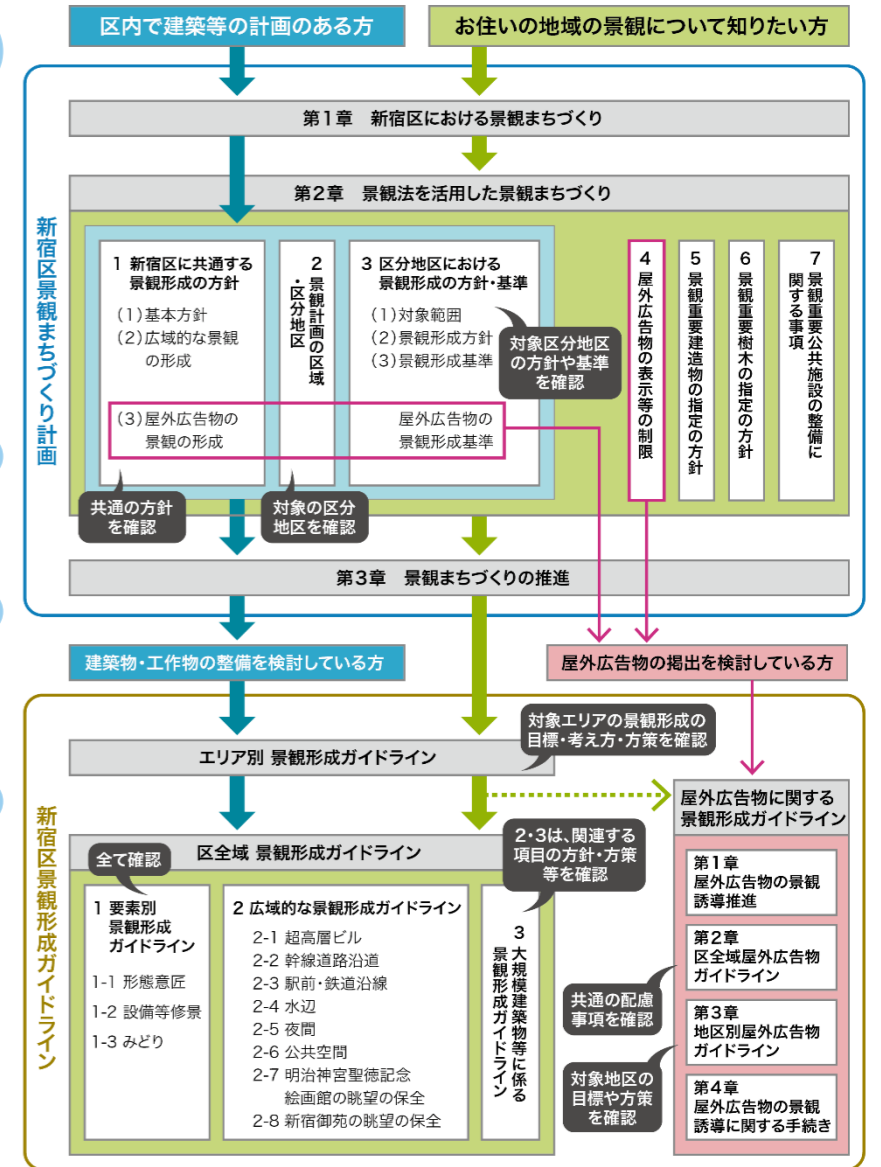 区内で建築等の計画のある方
お住いの地域の景観について知りたい方
新宿区景観まちづくり計画
第1章 新宿区における景観まちづくり
第2章 景観法を活用した景観まちづくり
1 新宿区に共通する
景観形成の方針
(1)基本方針
(2)広域的な景観
の形成
(3)屋外広告物の
景観の形成
共通の方針
を確認
2 景観計画の区域
・区分地区
対象の区分
地区を確認
3 区分地区における
景観形成の方針・基準
(1)対象範囲
(2)景観形成方針
(3)景観形成基準
屋外広告物の
景観形成基準
対象区分地区
の方針や基準
を確認
4 屋外広告物の表示等の制限
5 景観重要建造物の指定の方針
6 景観重要樹木の指定の方針
7 景観重要公共施設の整備に
関する事項
第3章 景観まちづくりの推進
建築物・工作物の整備を検討している方
屋外広告物の掲出を検討している方
新宿区景観形成ガイドライン
対象エリアの景観形成の
目標・考え方・方策を確認
エリア別 景観形成ガイドライン
区全域 景観形成ガイドライン
全て確認
1 要素別
景観形成
ガイドライン
1-1 形態意匠
1-2 設備等修景
1-3 みどり
2 広域的な景観形成ガイドライン
2-1 超高層ビル
2-2 幹線道路沿道
2-3 駅前・鉄道沿線
2-4 水辺
2-5 夜間
2-6 公共空間
2-7 明治神宮聖徳記念
絵画館の眺望の保全
2-8 新宿御苑の眺望の保全
2・3は、関連する
項目の方針・方策
等を確認
3 大規模建築物等に係る
景観形成ガイドライン
屋外広告物に関する
景観形成ガイドライン
第1章
屋外広告物の景観
誘導推進
第2章
区全域屋外広告物
ガイドライン
共通の配慮
事項を確認
第3章
地区別屋外広告物
ガイドライン
対象地区の
目標や方策
を確認
第4章
屋外広告物の景観
誘導に関する手続き